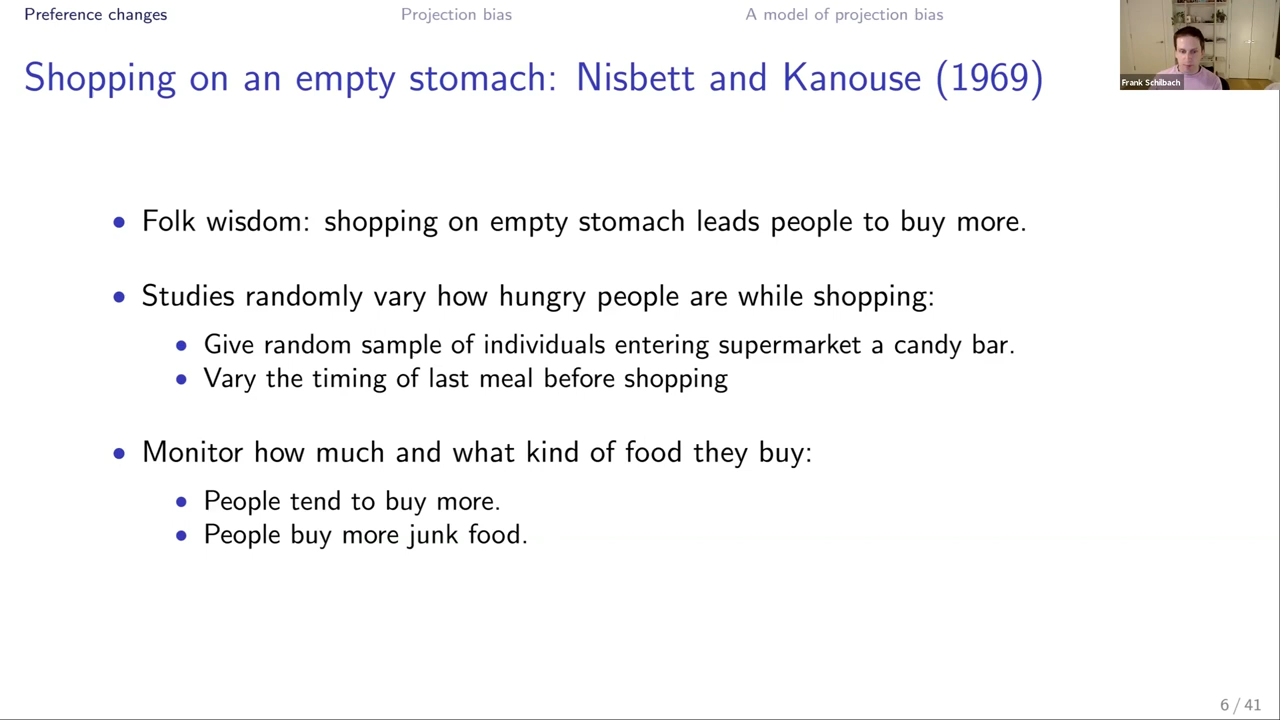 Preference changes
Projection bias
A model of projection bias
Frank Schilbach
Shopping on an empty stomach: Nisbett and Kanouse (1969)
• Folk wisdom: shopping on empty stomach leads people to buy more.
• Studies randomly vary how hungry people are while shopping:
• Give random sample of individuals entering supermarket a candy bar.
• Vary the timing of last meal before shopping
• Monitor how much and what kind of food they buy:
• People tend to buy more.
• People buy more junk food.
6 / 41